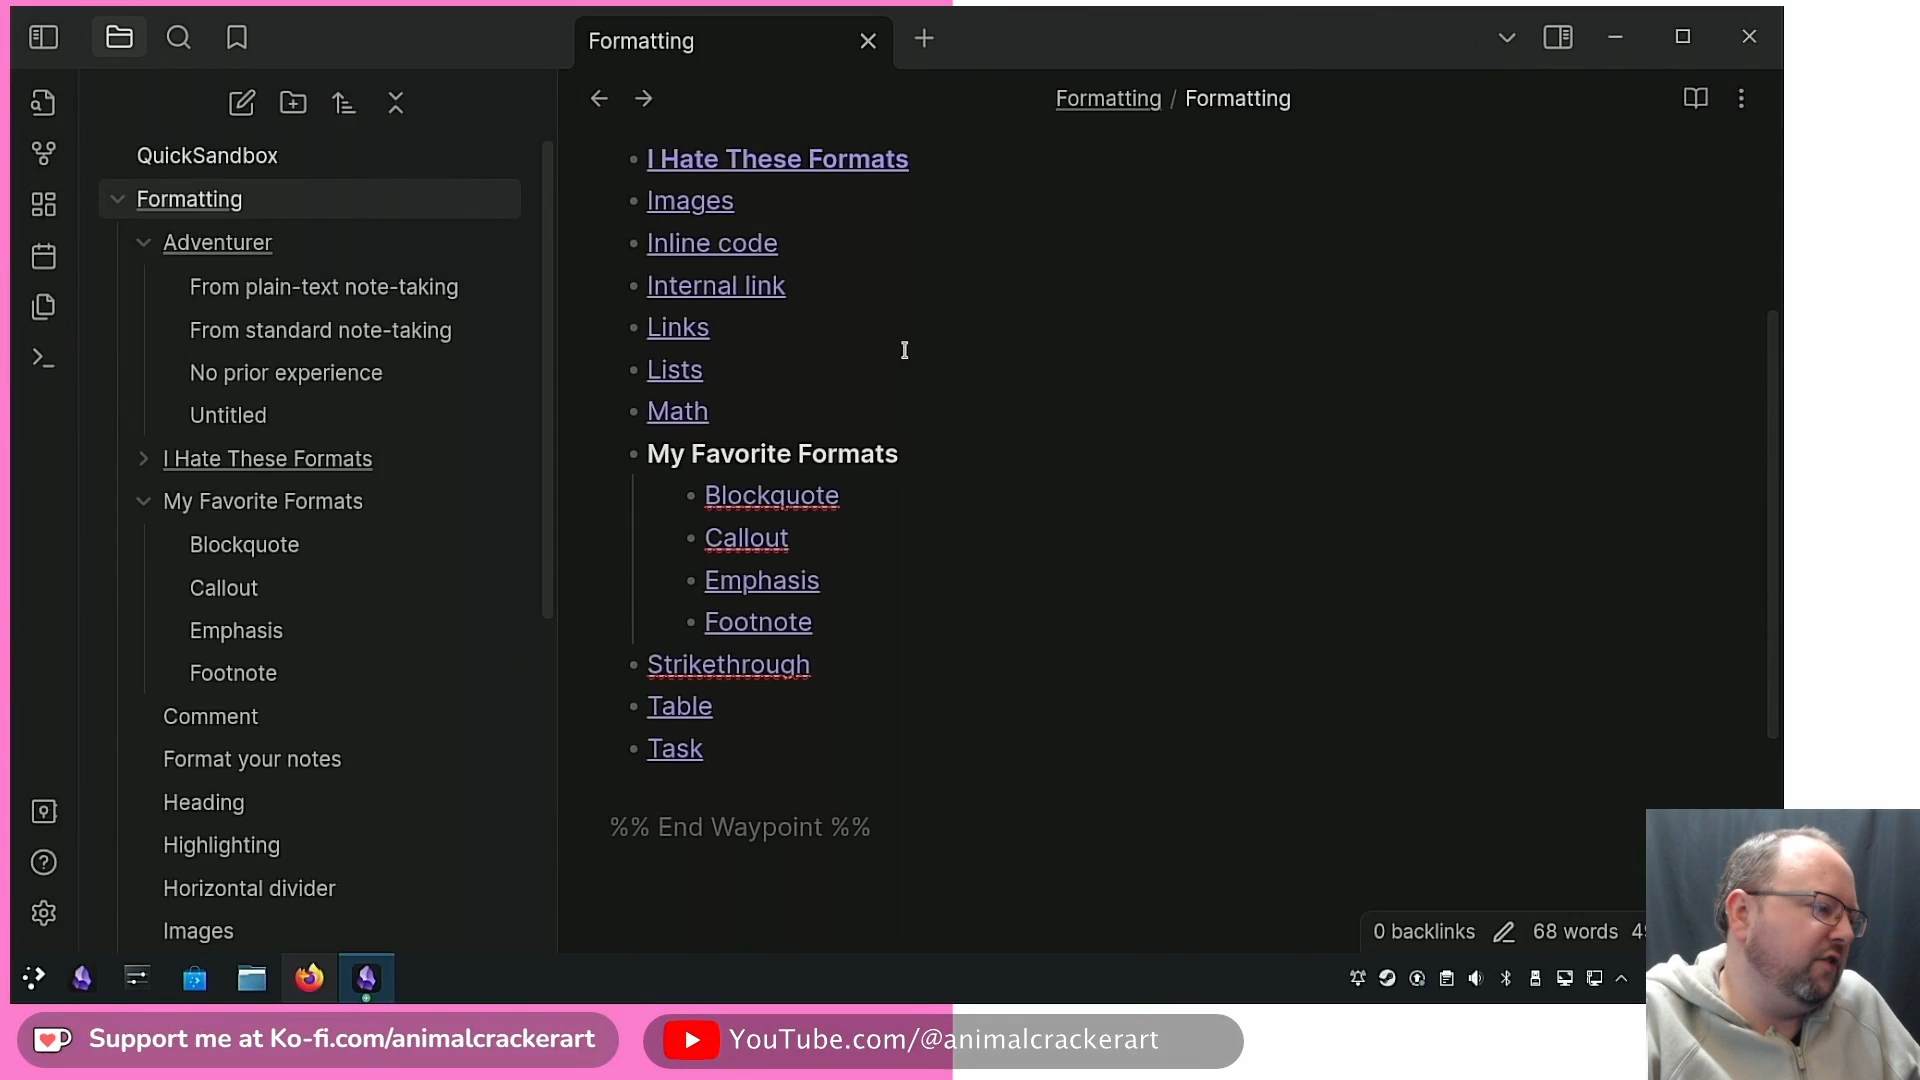 Formatting
Formatting / Formatting
QuickSandbox
Formatting
Adventurer
From plain-text note-taking
From standard note-taking
No prior experience
Untitled
I Hate These Formats
My Favorite Formats
Blockquote
Callout
Emphasis
Footnote
Comment
Format your notes
Heading
Highlighting
Horizontal divider
Images
I Hate These Formats
Images
Inline code
Internal link
Links
Lists
Math
My Favorite Formats
Blockquote
Callout
Emphasis
Footnote
Strikethrough
Table
Task
%% End Waypoint %%
0 backlinks 68 words
Support me at Ko-fi.com/animalcrackerart
YouTube.com/@animalcrackerart